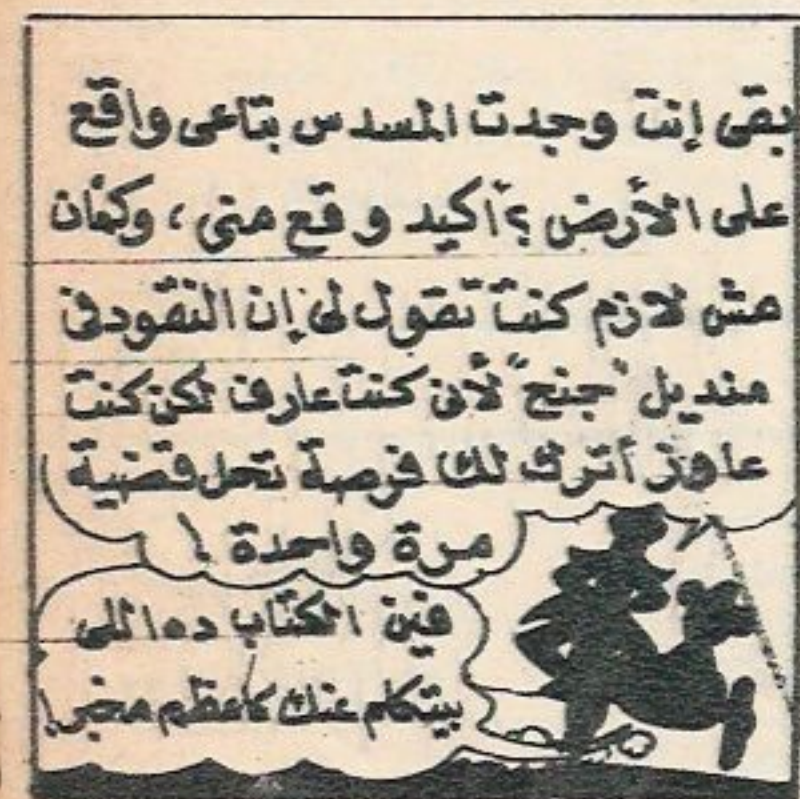 بقى إنت وجدت المسدس بتاعى واقع
على الأرض ؟ أكيد وقع منى ، وكمان
مش لازم كنت تقول لى إن النقود فى
منديل "جنح" لأنى كنت عارف لكن كنت
عاوز أترك لك فرصة تحل قضية
مرة واحدة !
فين الكتاب ده اللى
بيتكلم عنك كأعظم مخبر !